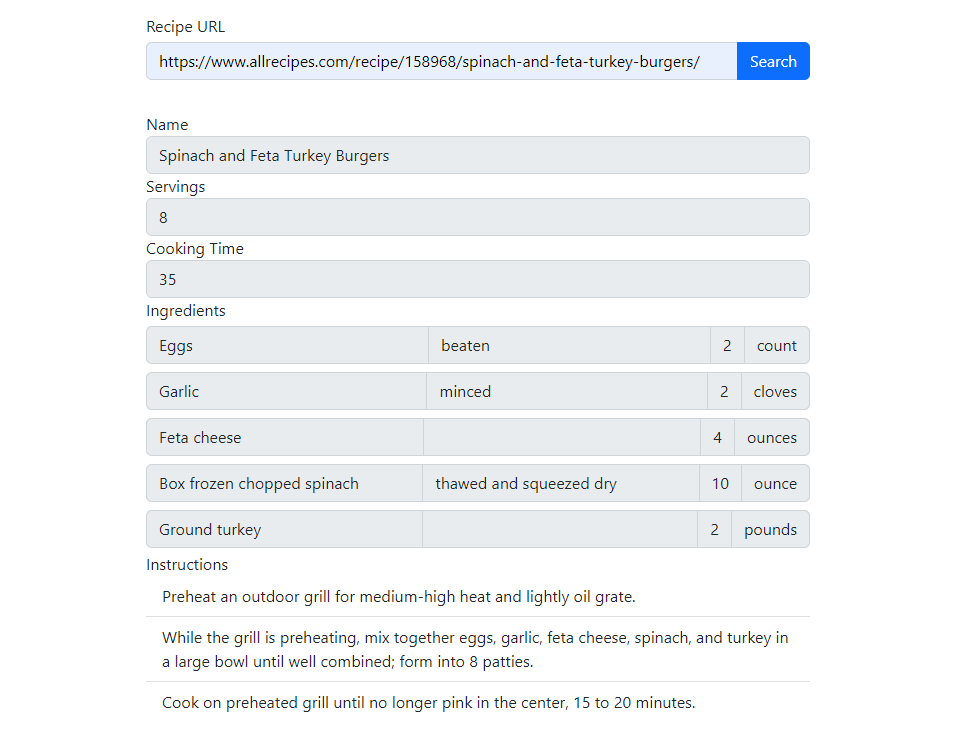 Recipe URL
https://www.allrecipes.com/recipe/158968/spinach-and-feta-turkey-burgers/ Search
Name
Spinach and Feta Turkey Burgers
Servings
8
Cooking Time
35
Ingredients
Eggs beaten 2 count
Garlic minced 2 cloves
Feta cheese 4 ounces
Box frozen chopped spinach thawed and squeezed dry 10 ounce
Ground turkey 2 pounds
Instructions
Preheat an outdoor grill for medium-high heat and lightly oil grate.
While the grill is preheating, mix together eggs, garlic, feta cheese, spinach, and turkey in
a large bowl until well combined; form into 8 patties.
Cook on preheated grill until no longer pink in the center, 15 to 20 minutes.